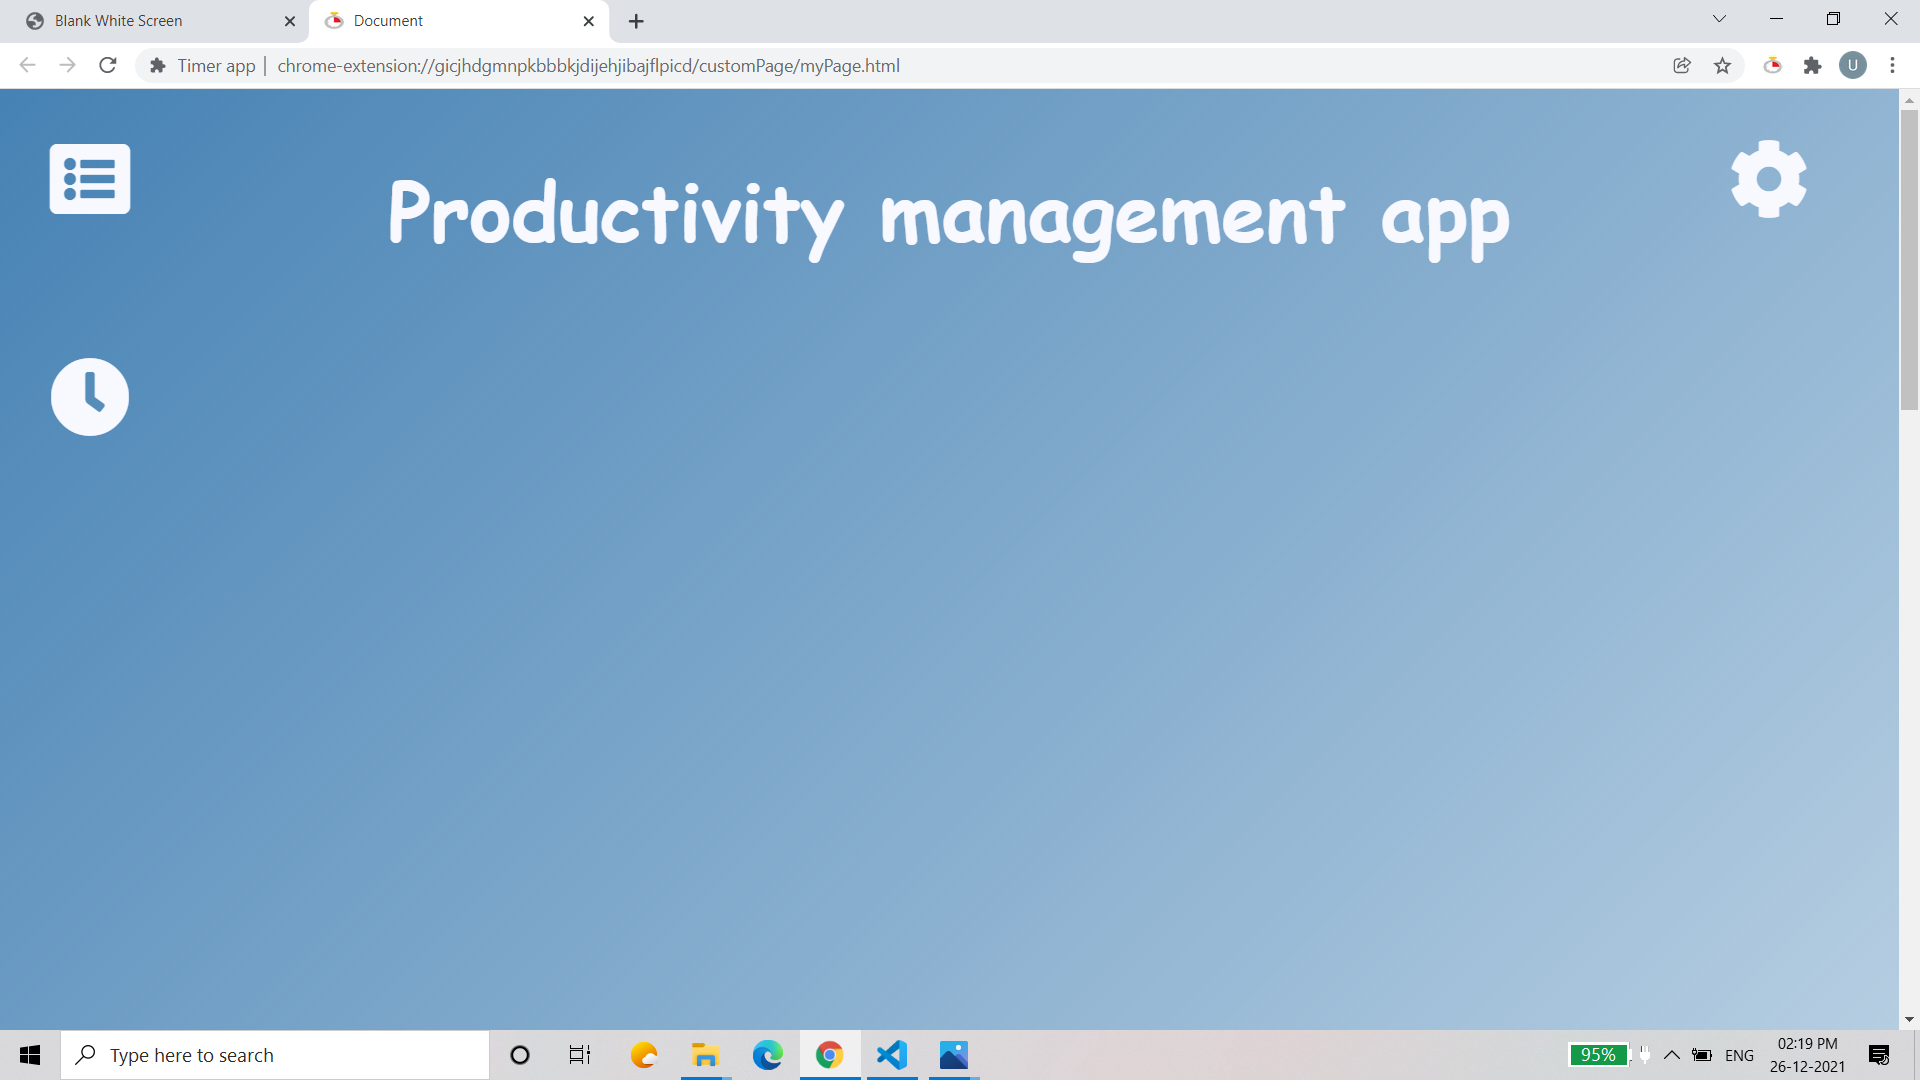 Blank White Screen
Document
Timer app | chrome-extension://gicjhdgmnpkbbbkjdijehjibajflpicd/customPage/myPage.html
U
Productivity management app
Type here to search
95%
ENG
02:19 PM
26-12-2021